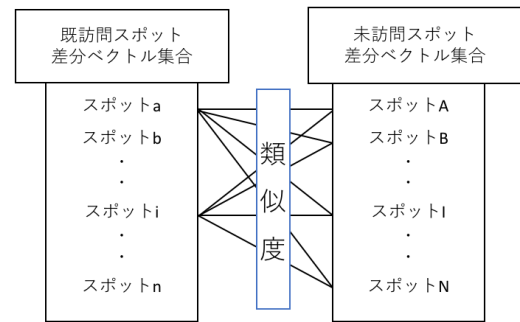 既訪問スポット
差分ベクトル集合
スポットa
スポットb
・
・
スポットi
・
・
スポットn
類似度
未訪問スポット
差分ベクトル集合
スポットA
スポットB
・
・
スポットI
・
・
スポットN